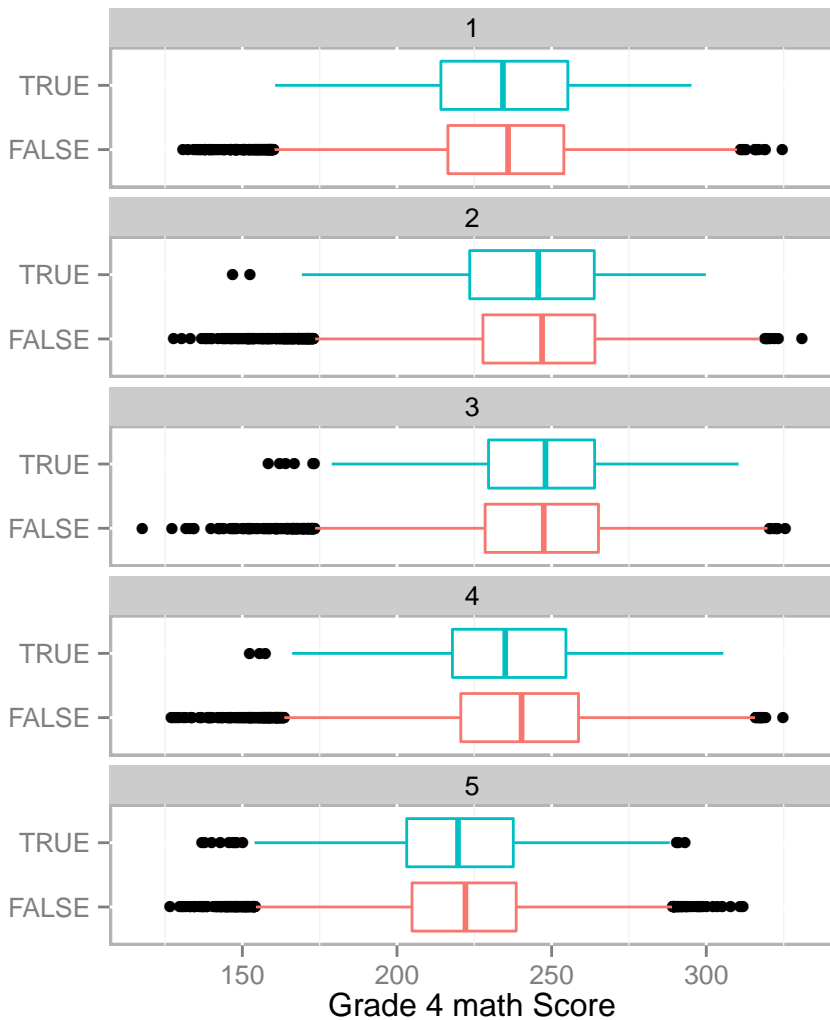 1
TRUE
FALSE
2
TRUE
FALSE
3
TRUE
FALSE
4
TRUE
FALSE
5
TRUE
FALSE
150 200 250 300
Grade 4 math Score